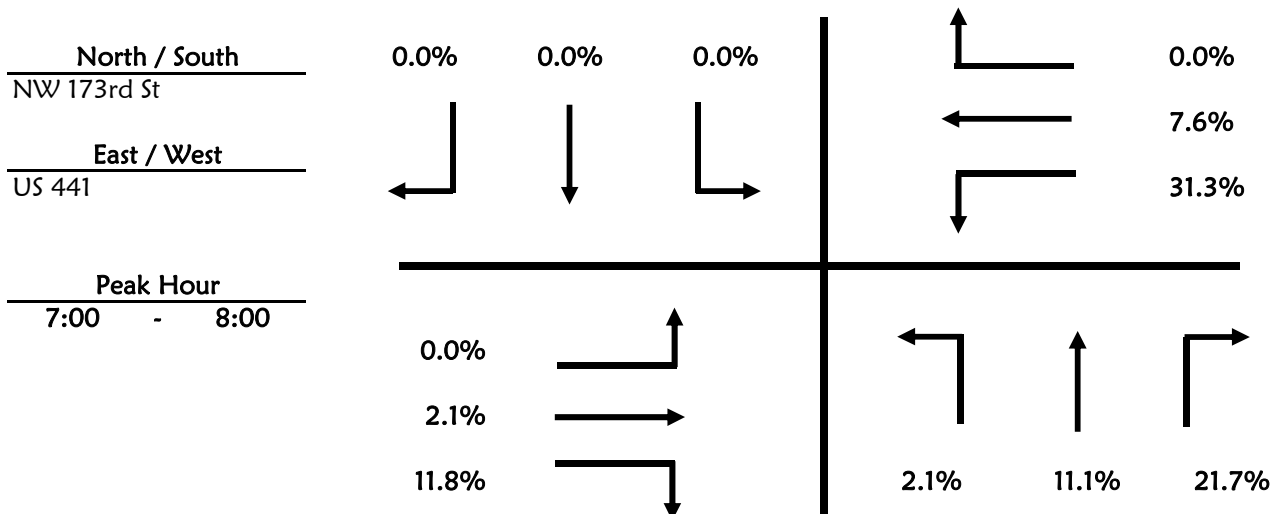 North / South
NW 173rd St
East / West
US 441
Peak Hour
7:00 - 8:00
0.0% 0.0% 0.0%
0.0%
7.6%
31.3%
0.0%
2.1%
11.8%
2.1% 11.1% 21.7%